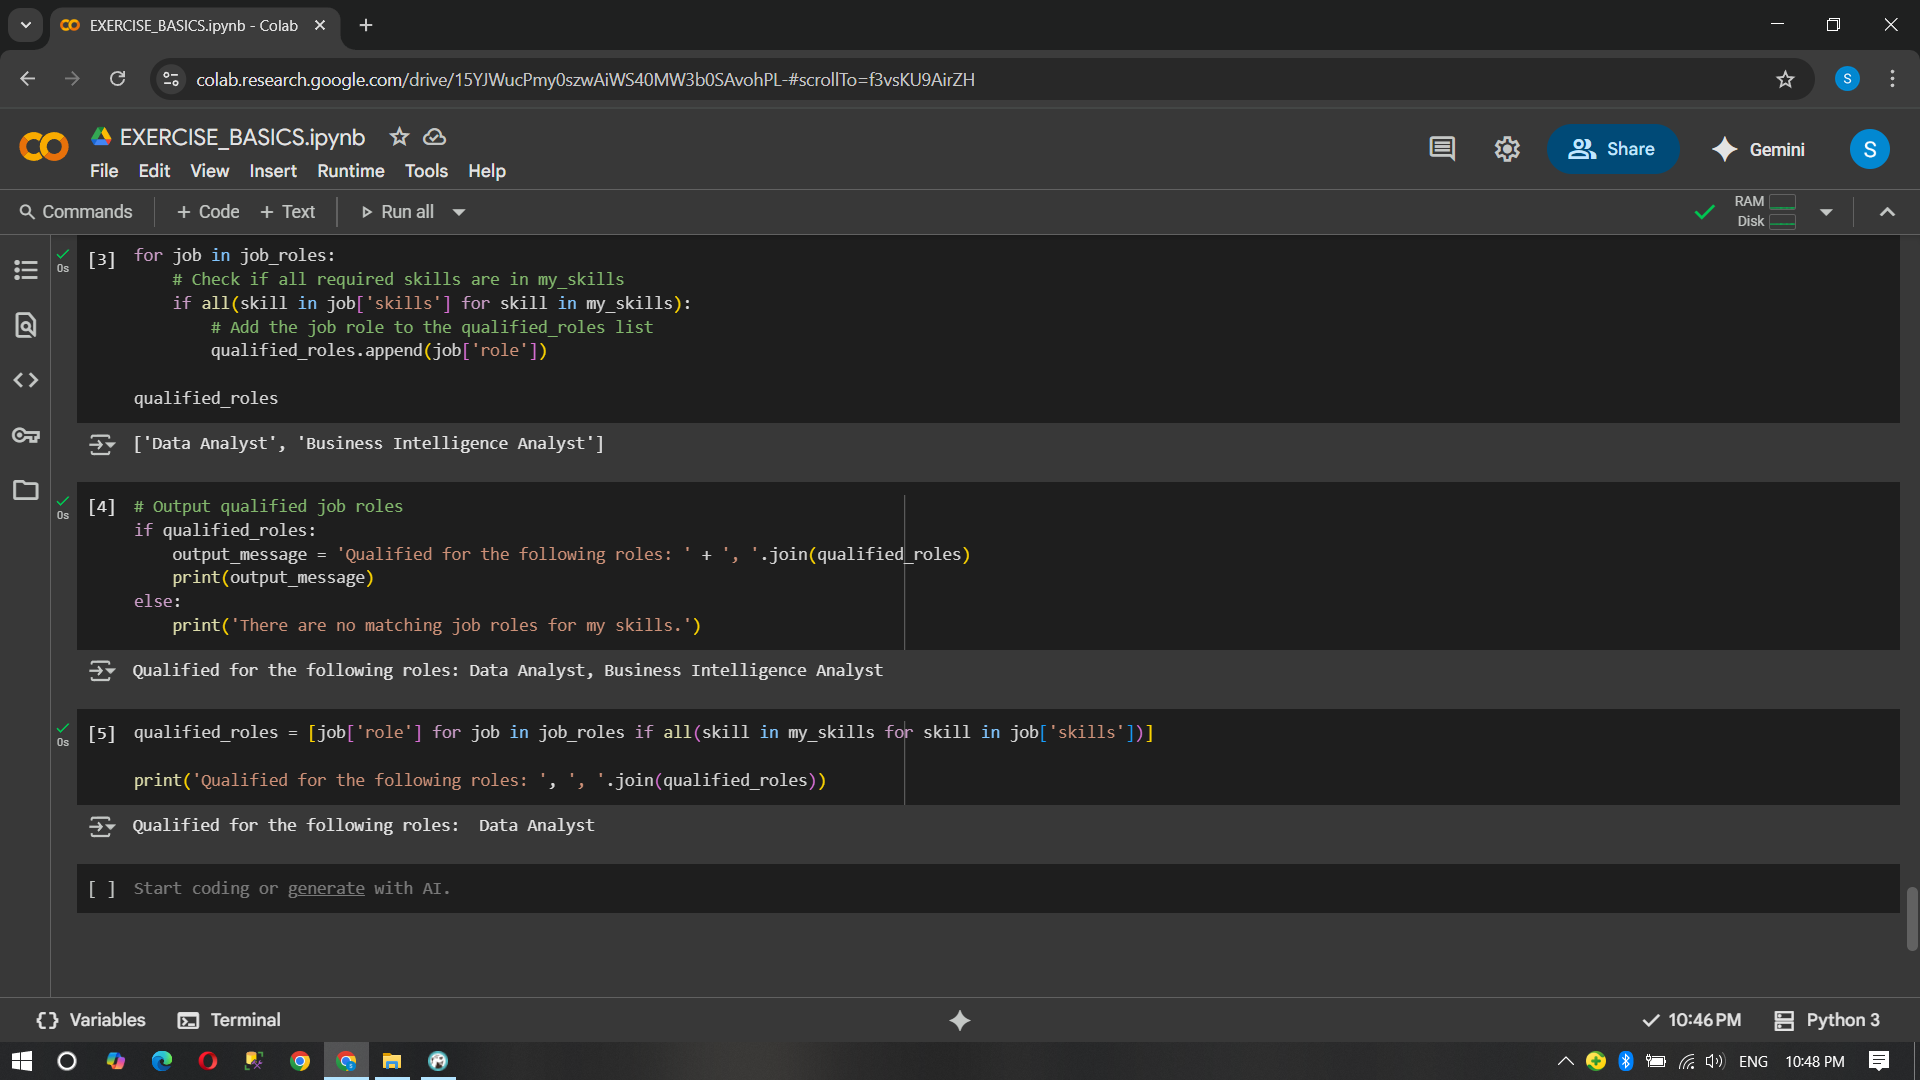 EXERCISE_BASICS.ipynb - Colab
colab.research.google.com/drive/15YJWucPmy0szwAiWS40MW3b0SAvohPL-#scrollTo=f3vsKU9AirZH
S
EXERCISE_BASICS.ipynb
File Edit View Insert Runtime Tools Help
Share
Gemini
S
Commands + Code + Text Run all
RAM
Disk
0s
[3] for job in job_roles:
# Check if all required skills are in my_skills
if all(skill in job['skills'] for skill in my_skills):
# Add the job role to the qualified_roles list
qualified_roles.append(job['role'])
qualified_roles
['Data Analyst', 'Business Intelligence Analyst']
0s
[4] # Output qualified job roles
if qualified_roles:
output_message = 'Qualified for the following roles: ' + ', '.join(qualified_roles)
print(output_message)
else:
print('There are no matching job roles for my skills.')
Qualified for the following roles: Data Analyst, Business Intelligence Analyst
0s
[5] qualified_roles = [job['role'] for job in job_roles if all(skill in my_skills for skill in job['skills'])]
print('Qualified for the following roles: ', ', '.join(qualified_roles))
Qualified for the following roles:  Data Analyst
[ ] Start coding or generate with AI.
{} Variables Terminal
10:46 PM Python 3
ENG 10:48 PM